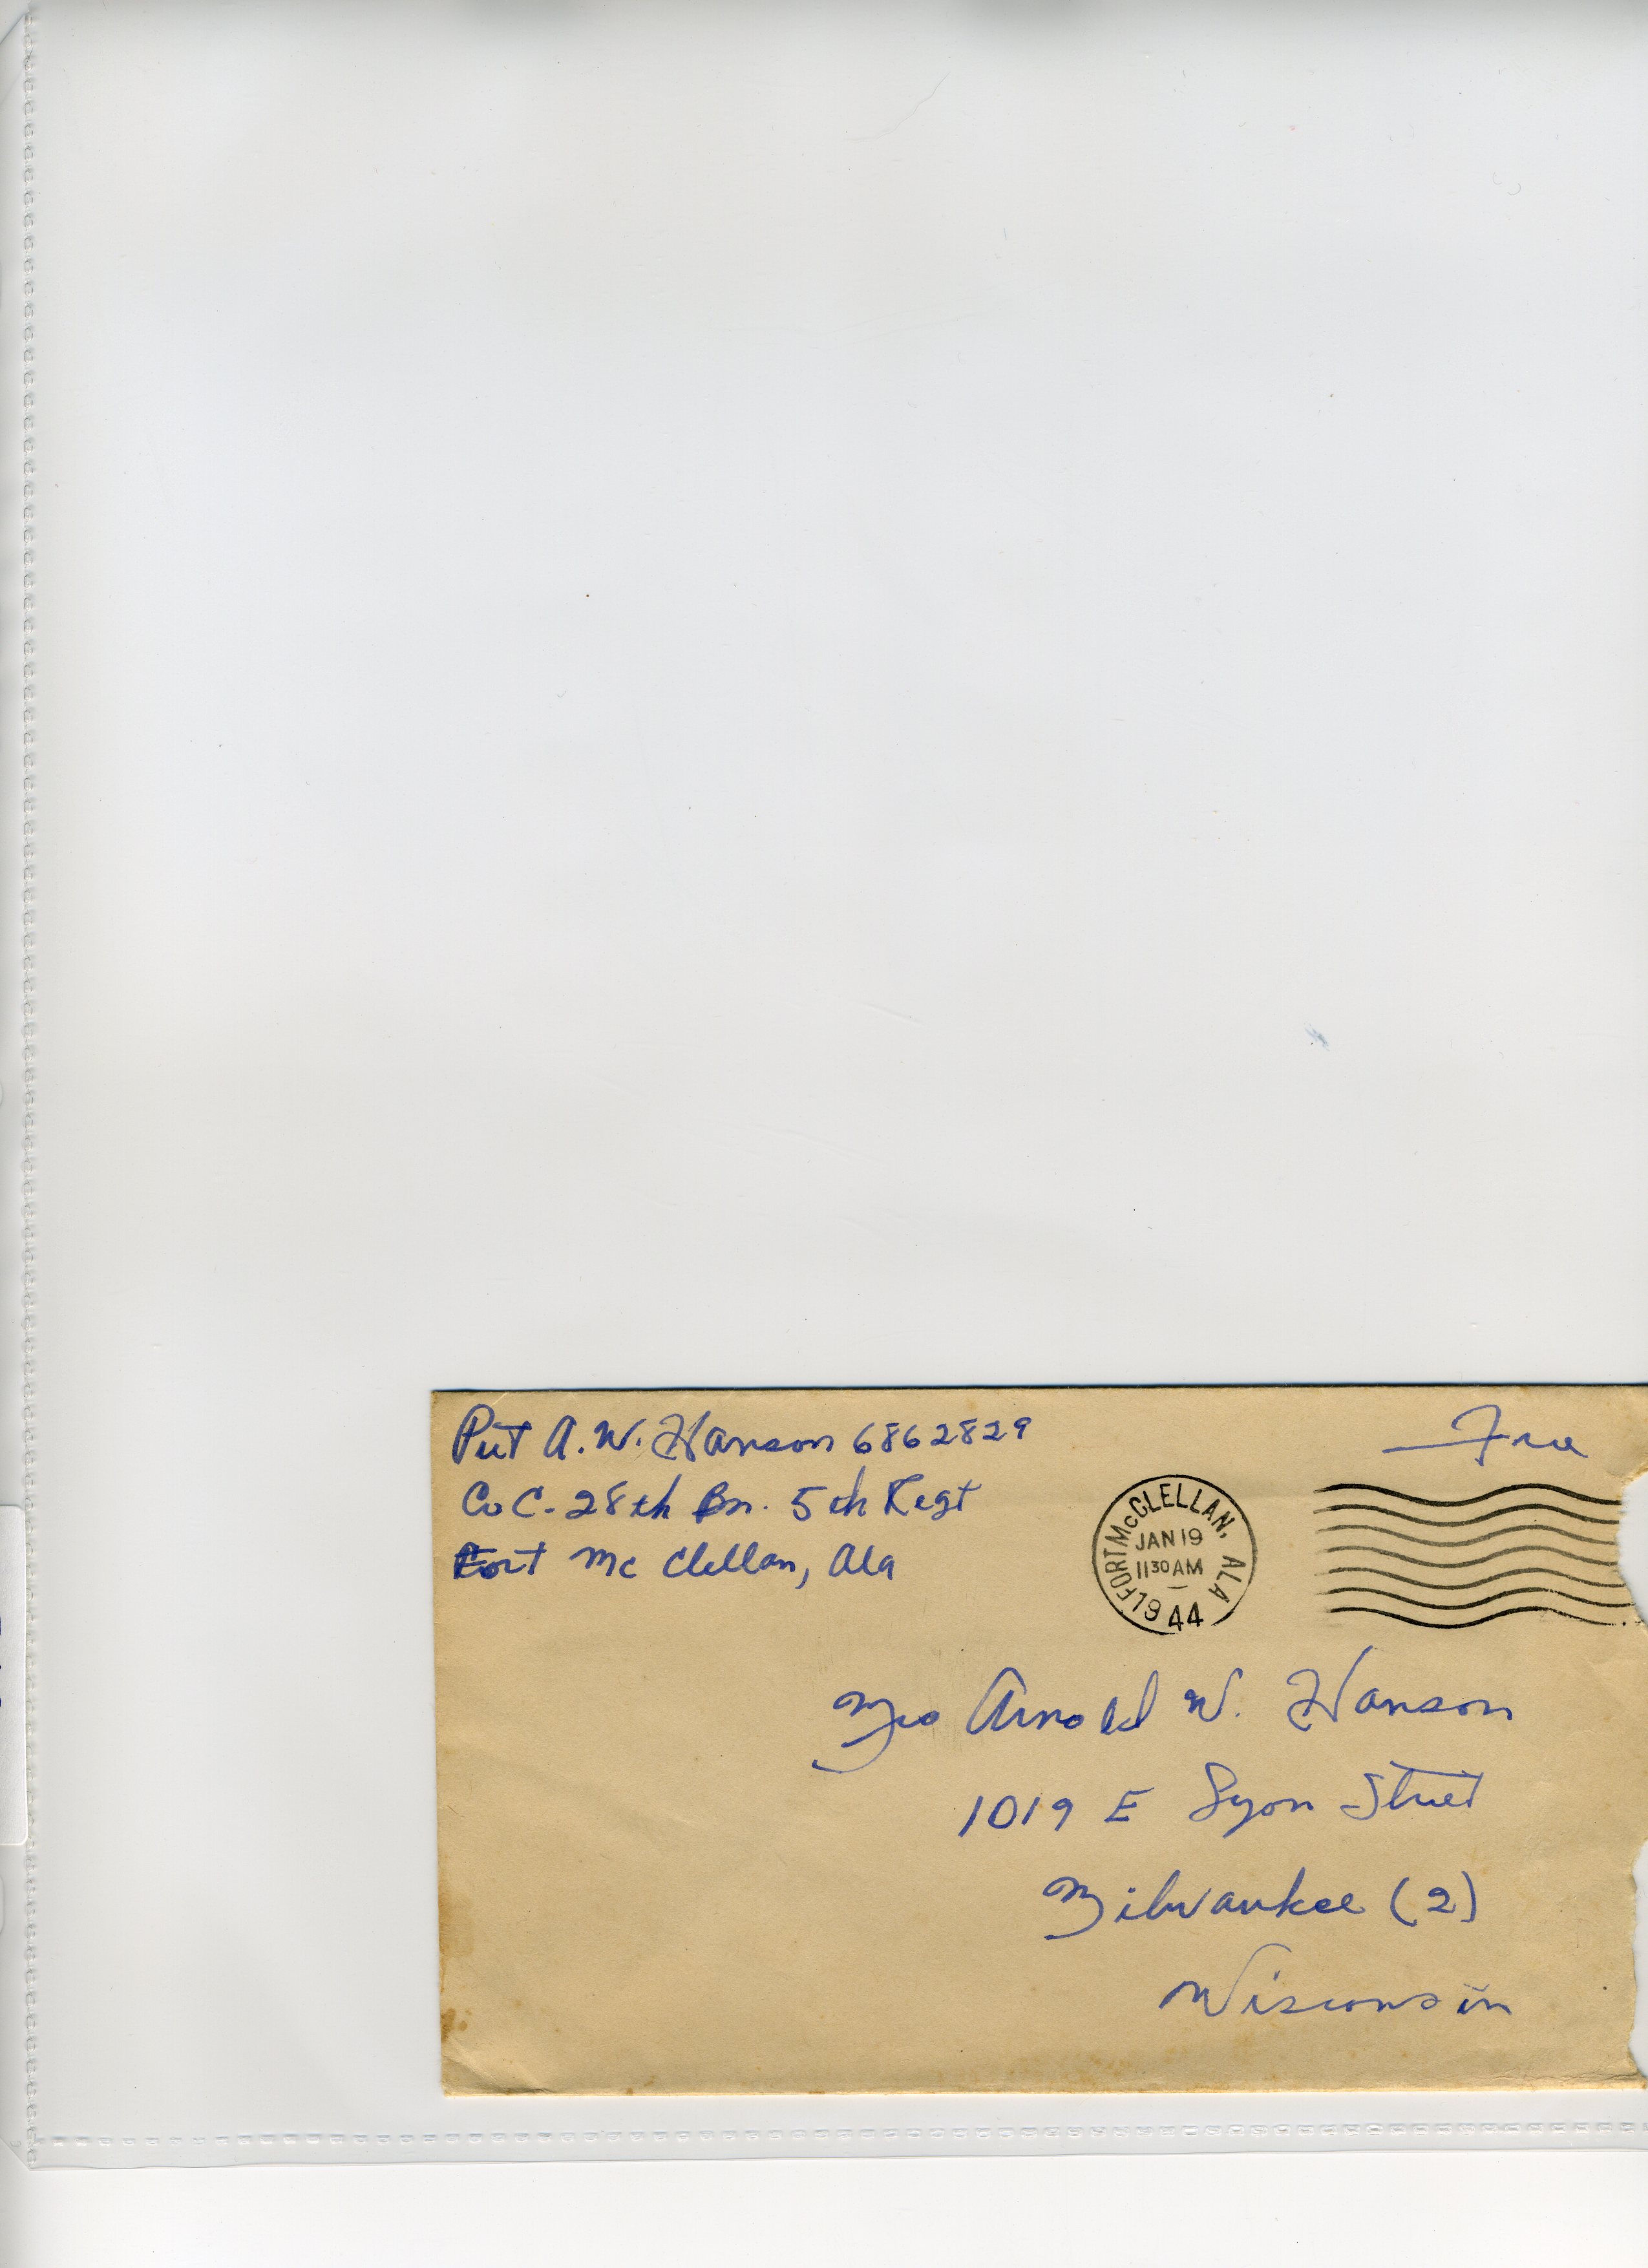 Pvt A. W. Hanson 6862829
Co C - 28th Bn. 5th Regt
Fort Mc Clellan, Ala
Free
FORT McCLELLAN, ALA
JAN 19
11 30 AM
1944
Mrs Arnold W. Hanson
1019 E Lyon Street
Milwaukee (2)
Wisconsin